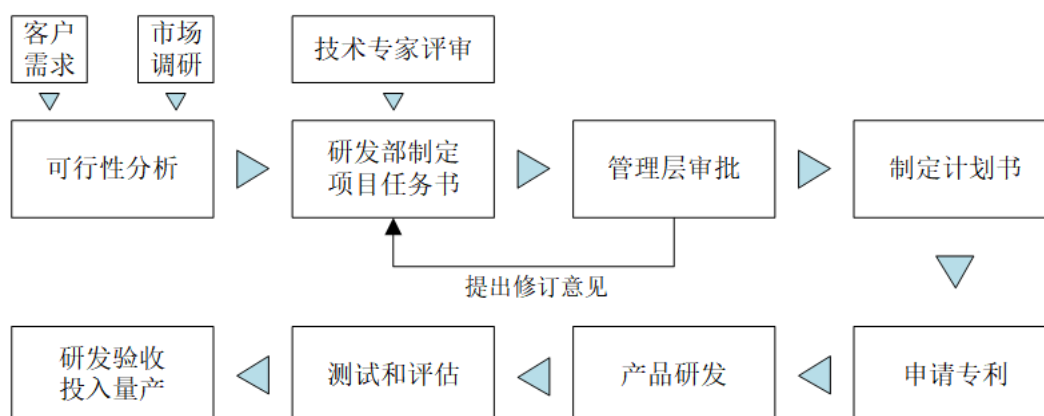 客户
需求
市场
调研
技术专家评审
可行性分析
研发部制定
项目任务书
管理层审批
制定计划书
提出修订意见
研发验收
投入量产
测试和评估
产品研发
申请专利